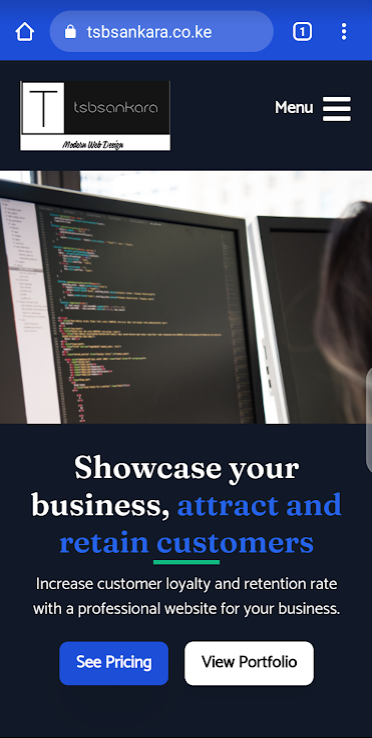 tsbsankara.co.ke
1
T
tsbsankara
Menu
Modern Web Design
Showcase your
business, attract and
retain customers
Increase customer loyalty and retention rate
with a professional website for your business.
See Pricing
View Portfolio